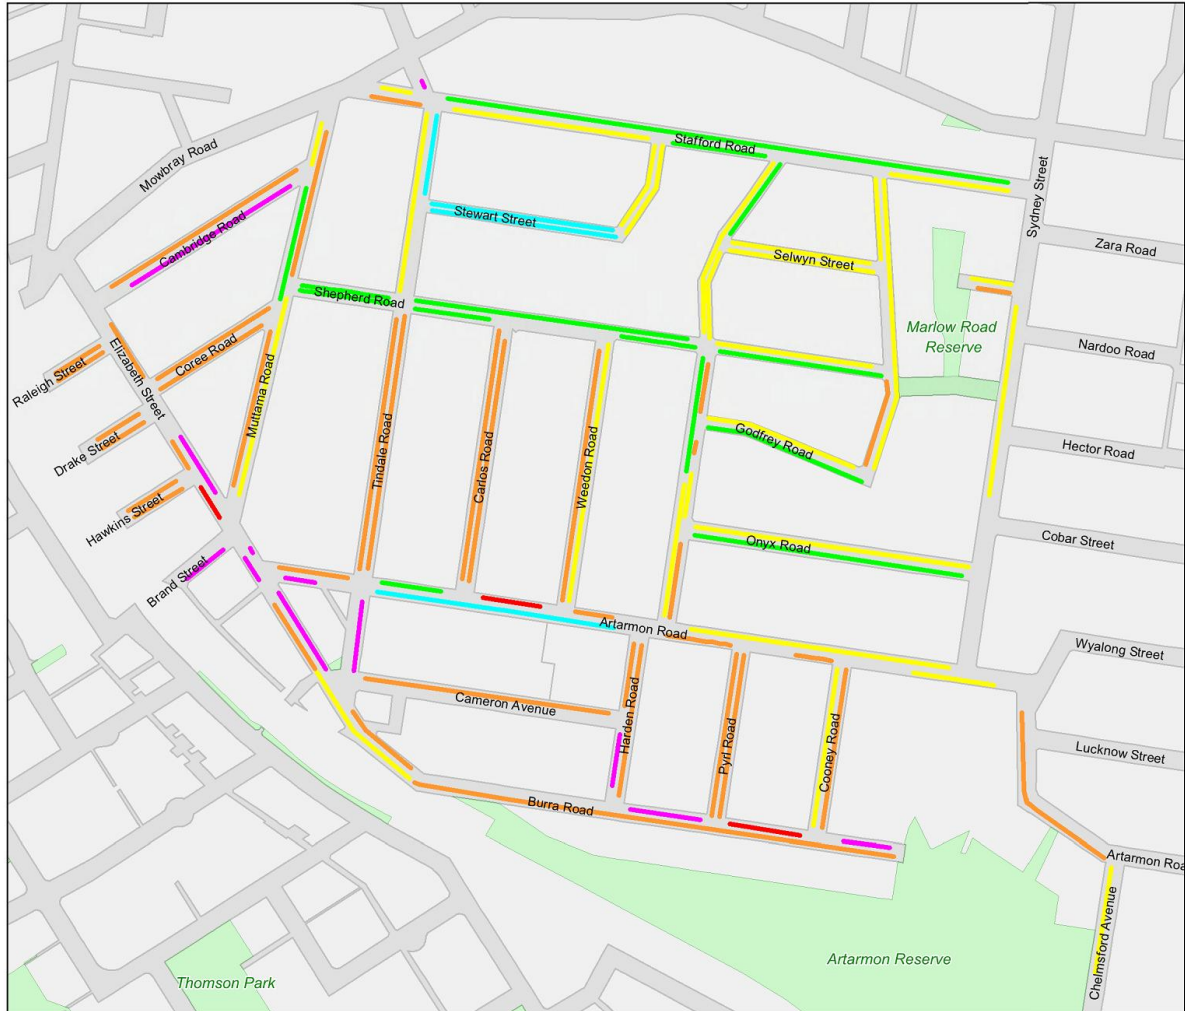 Stafford Road
Mowbray Road
Sydney Street
Stewart Street
Cambridge Road
Zara Road
Selwyn Street
Shepherd Road
Marlow Road
Reserve
Nardoo Road
Coree Road
Raleigh Street
Elizabeth Street
Muttama Road
Godfrey Road
Hector Road
Drake Street
Tindale Road
Carlos Road
Weedon Road
Hawkins Street
Onyx Road
Cobar Street
Brand Street
Artarmon Road
Wyalong Street
Cameron Avenue
Harden Road
Pyrl Road
Cooney Road
Lucknow Street
Burra Road
Artarmon Roa
Chelmsford Avenue
Artarmon Reserve
Thomson Park